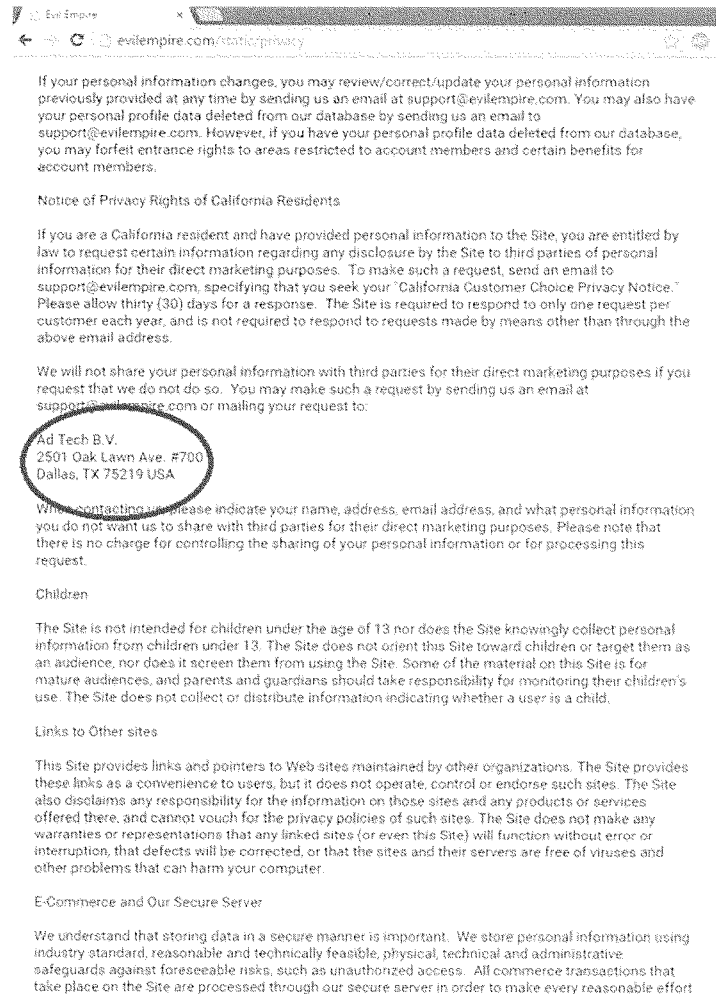 Evil Empire
evilempire.com/static/privacy
If your personal information changes, you may review/correct/update your personal information
previously provided at any time by sending us an email at support@evilempire.com. You may also have
your personal profile data deleted from our database by sending us an email to
support@evilempire.com. However, if you have your personal profile data deleted from our database,
you may forfeit entrance rights to areas restricted to account members and certain benefits for
account members.
Notice of Privacy Rights of California Residents
If you are a California resident and have provided personal information to the Site, you are entitled by
law to request certain information regarding any disclosure by the Site to third parties of personal
information for their direct marketing purposes. To make such a request, send an email to
support@evilempire.com, specifying that you seek your "California Customer Choice Privacy Notice."
Please allow thirty (30) days for a response. The Site is required to respond to only one request per
customer each year, and is not required to respond to requests made by means other than through the
above email address.
We will not share your personal information with third parties for their direct marketing purposes if you
request that we do not do so. You may make such a request by sending us an email at
support@evilempire.com or mailing your request to:
Ad Tech B.V.
2501 Oak Lawn Ave. #700
Dallas, TX 75219 USA
When contacting us, please indicate your name, address, email address, and what personal information
you do not want us to share with third parties for their direct marketing purposes. Please note that
there is no charge for controlling the sharing of your personal information or for processing this
request.
Children
The Site is not intended for children under the age of 13 nor does the Site knowingly collect personal
information from children under 13. The Site does not orient this Site toward children or target them as
an audience, nor does it screen them from using the Site. Some of the material on this Site is for
mature audiences, and parents and guardians should take responsibility for monitoring their children's
use. The Site does not collect or distribute information indicating whether a user is a child.
Links to Other sites
This Site provides links and pointers to Web sites maintained by other organizations. The Site provides
these links as a convenience to users, but it does not operate, control or endorse such sites. The Site
also disclaims any responsibility for the information on those sites and any products or services
offered there, and cannot vouch for the privacy policies of such sites. The Site does not make any
warranties or representations that any linked sites (or even this Site) will function without error or
interruption, that defects will be corrected, or that the sites and their servers are free of viruses and
other problems that can harm your computer.
E-Commerce and Our Secure Server
We understand that storing data in a secure manner is important. We store personal information using
industry standard, reasonable and technically feasible, physical, technical and administrative
safeguards against foreseeable risks, such as unauthorized access. All commerce transactions that
take place on the Site are processed through our secure server in order to make every reasonable effort